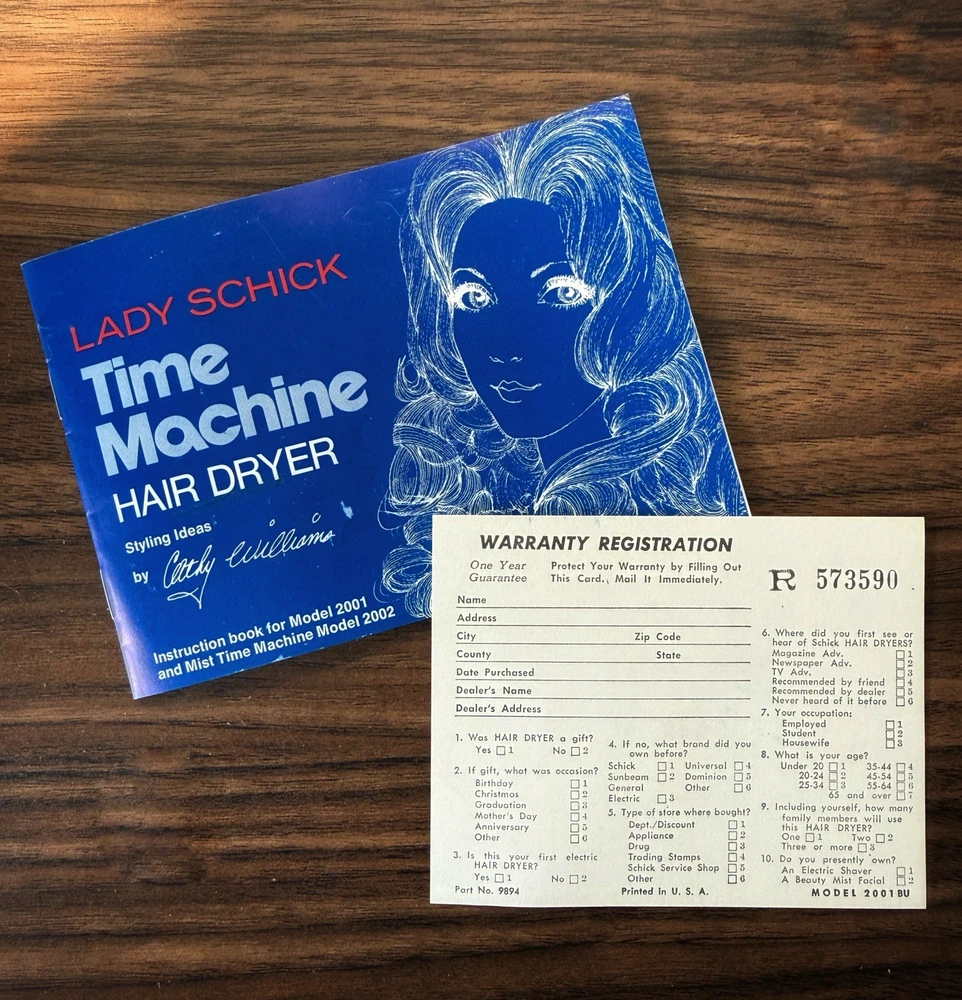 LADY SCHICK
Time
Machine
HAIR DRYER
Styling Ideas
by Cathy Williams
Instruction book for Model 2001
and Mist Time Machine Model 2002
WARRANTY REGISTRATION
One Year
Guarantee
Protect Your Warranty by Filling Out
This Card. Mail It Immediately.
R 573590
Name
Address
City Zip Code
County State
Date Purchased
Dealer's Name
Dealer's Address
1. Was HAIR DRYER a gift?
Yes □ 1 No □ 2
2. If gift, what was occasion?
Birthday □ 1
Christmas □ 2
Graduation □ 3
Mother's Day □ 4
Anniversary □ 5
Other □ 6
3. Is this your first electric
HAIR DRYER?
Yes □ 1 No □ 2
Part No. 9894
4. If no, what brand did you
own before?
Schick □ 1 Universal □ 4
Sunbeam □ 2 Dominion □ 5
General Other □ 6
Electric □ 3
5. Type of store where bought?
Dept./Discount □ 1
Appliance □ 2
Drug □ 3
Trading Stamps □ 4
Schick Service Shop □ 5
Other □ 6
Printed in U. S. A.
6. Where did you first see or
hear of Schick HAIR DRYERS?
Magazine Adv. □ 1
Newspaper Adv. □ 2
TV Adv. □ 3
Recommended by friend □ 4
Recommended by dealer □ 5
Never heard of it before □ 6
7. Your occupation:
Employed □ 1
Student □ 2
Housewife □ 3
8. What is your age?
Under 20 □ 1 35-44 □ 4
20-24 □ 2 45-54 □ 5
25-34 □ 3 55-64 □ 6
65 and over □ 7
9. Including yourself, how many
family members will use
this HAIR DRYER?
One □ 1 Two □ 2
Three or more □ 3
10. Do you presently own?
An Electric Shaver □ 1
A Beauty Mist Facial □ 2
MODEL 2001BU